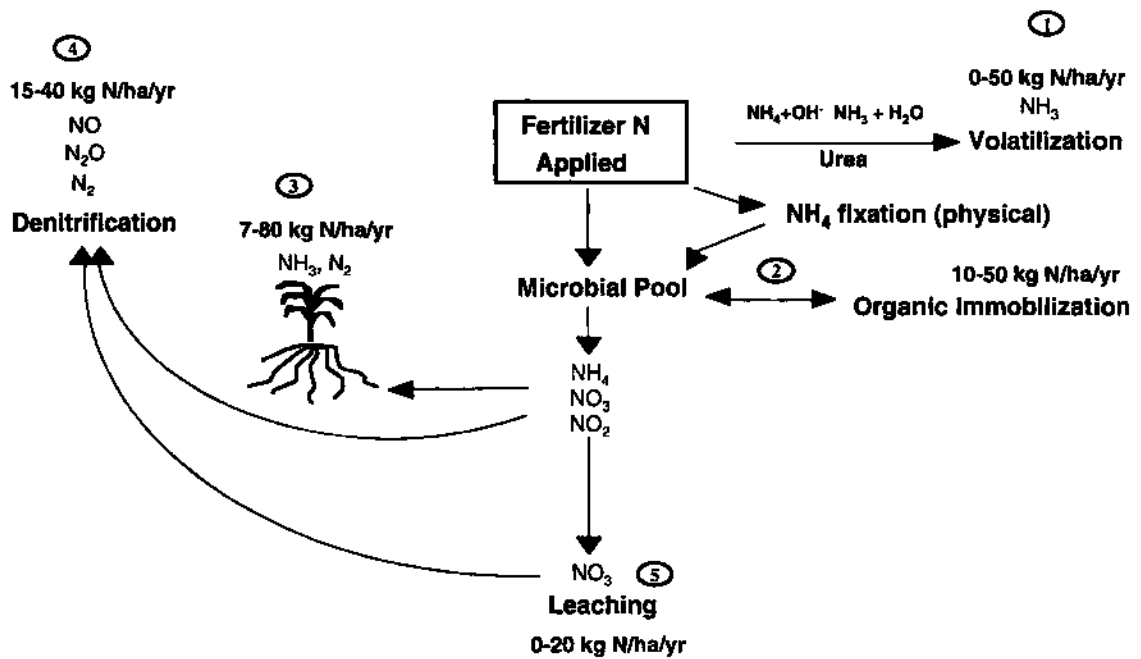 4
15-40 kg N/ha/yr
NO
N₂O
N₂
Denitrification
3
7-80 kg N/ha/yr
NH₃, N₂
Fertilizer N
Applied
1
0-50 kg N/ha/yr
NH₃
Volatilization
NH₄+OH⁻ NH₃ + H₂O
Urea
NH₄ fixation (physical)
Microbial Pool
2
10-50 kg N/ha/yr
Organic Immobilization
NH₄
NO₃
NO₂
NO₃
5
Leaching
0-20 kg N/ha/yr